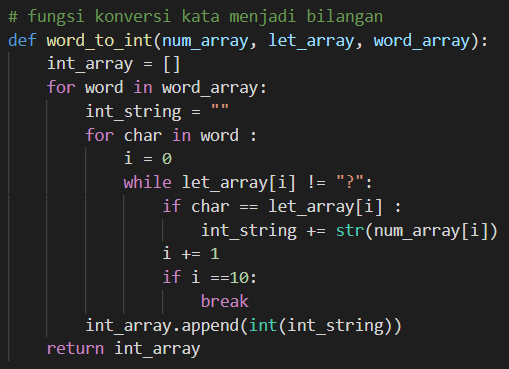 # fungsi konversi kata menjadi bilangan
def word_to_int(num_array, let_array, word_array):
    int_array = []
    for word in word_array:
        int_string = ""
        for char in word :
            i = 0
            while let_array[i] != "?":
                if char == let_array[i] :
                    int_string += str(num_array[i])
                i += 1
                if i ==10:
                    break
        int_array.append(int(int_string))
    return int_array